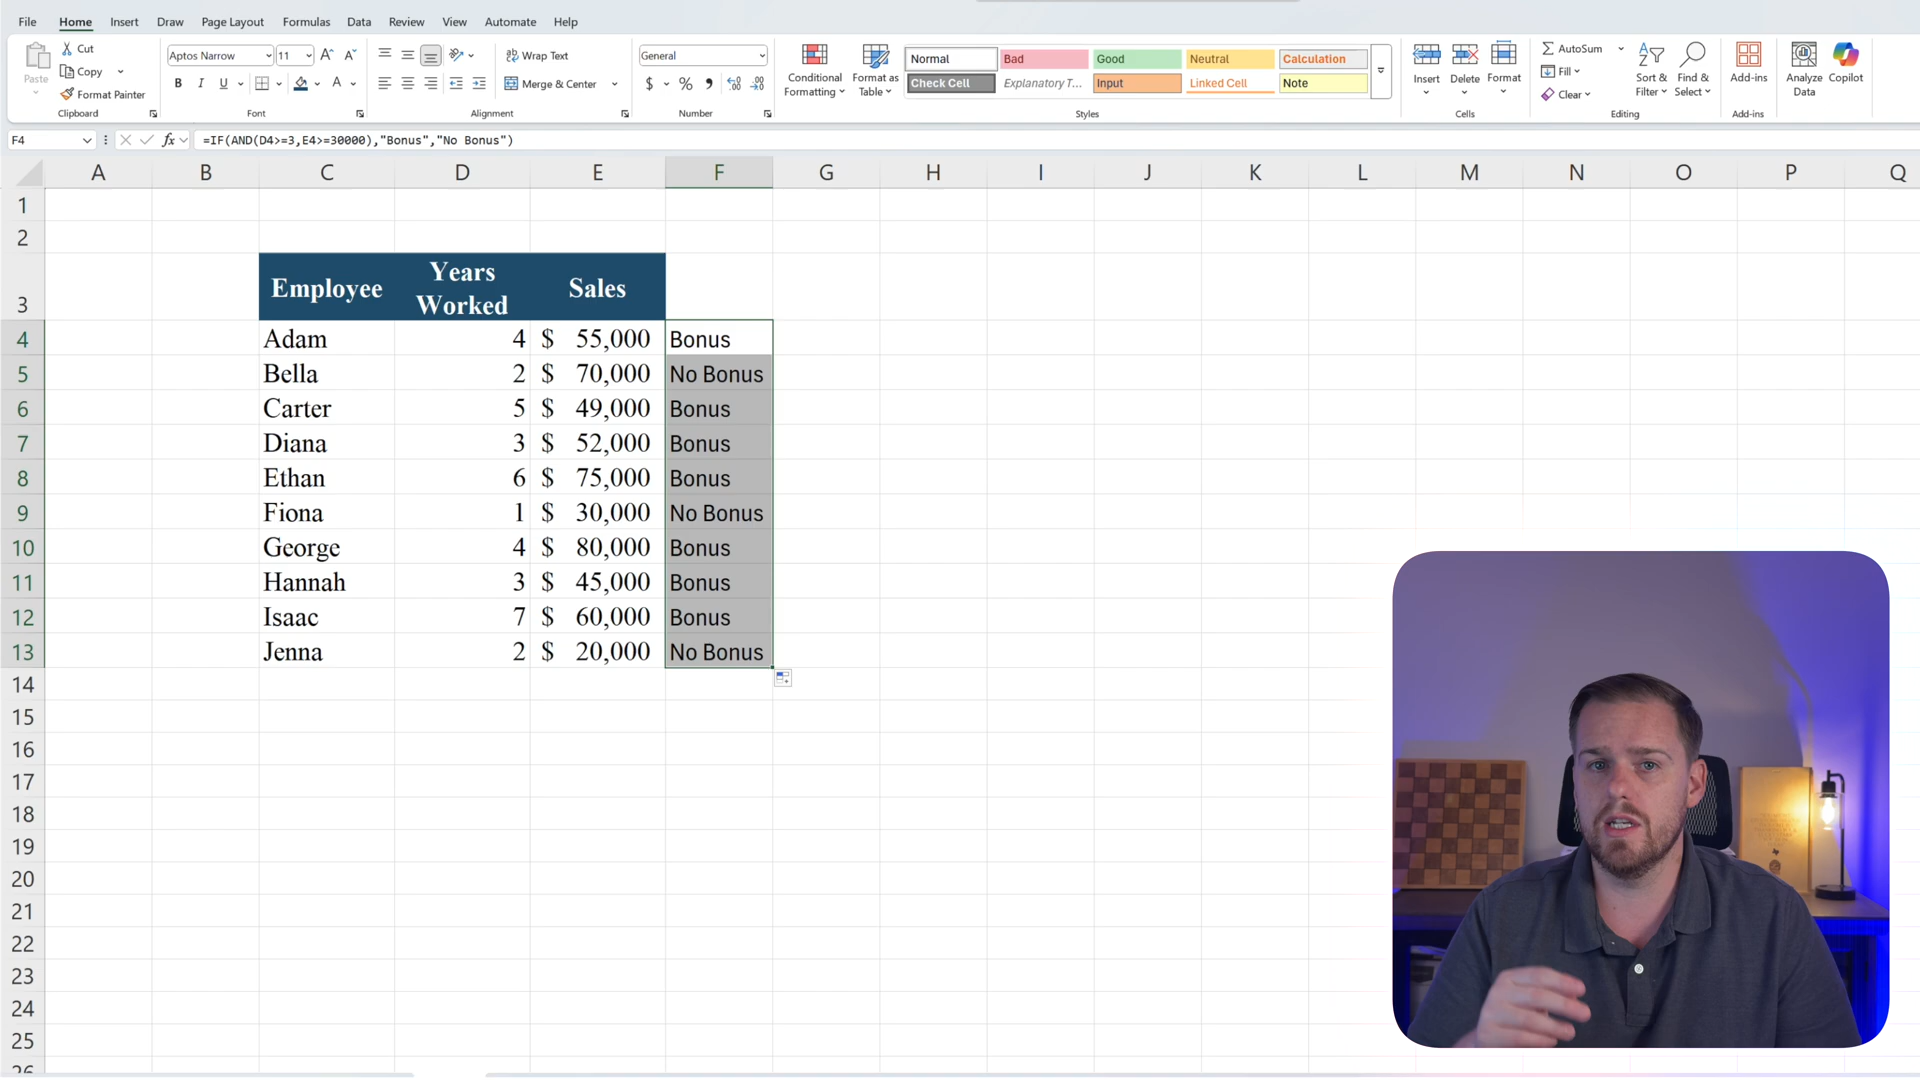 File Home Insert Draw Page Layout Formulas Data Review View Automate Help
Paste
Cut
Copy
Format Painter
Clipboard
Aptos Narrow 11
B I U
Font
Wrap Text
Merge & Center
Alignment
General
$ % ,
Number
Conditional Formatting
Format as Table
Normal Bad Good Neutral Calculation
Check Cell Explanatory T... Input Linked Cell Note
Styles
Insert Delete Format
Cells
AutoSum
Fill
Clear
Sort & Filter
Find & Select
Editing
Add-ins
Add-ins
Analyze Data
Copilot
F4 fx =IF(AND(D4>=3,E4>=30000),"Bonus","No Bonus")
A B C D E F G H I J K L M N O P Q
1
2
3 Employee Years Worked Sales
4 Adam 4 $ 55,000 Bonus
5 Bella 2 $ 70,000 No Bonus
6 Carter 5 $ 49,000 Bonus
7 Diana 3 $ 52,000 Bonus
8 Ethan 6 $ 75,000 Bonus
9 Fiona 1 $ 30,000 No Bonus
10 George 4 $ 80,000 Bonus
11 Hannah 3 $ 45,000 Bonus
12 Isaac 7 $ 60,000 Bonus
13 Jenna 2 $ 20,000 No Bonus
14
15
16
17
18
19
20
21
22
23
24
25
26